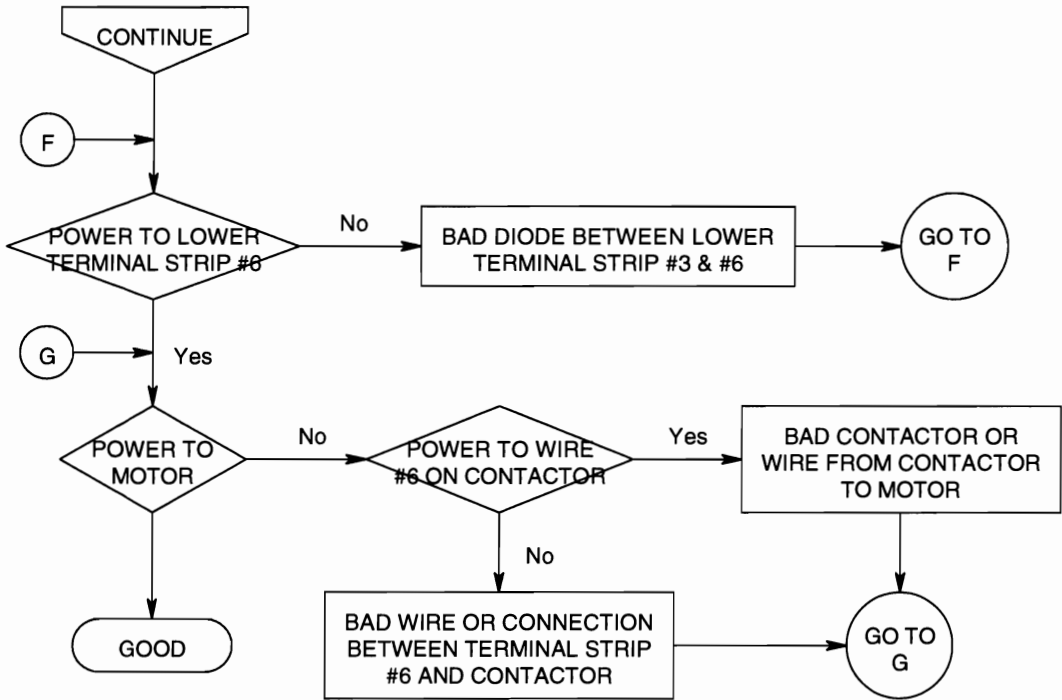 CONTINUE
F
POWER TO LOWER
TERMINAL STRIP #6
No
BAD DIODE BETWEEN LOWER
TERMINAL STRIP #3 & #6
GO TO
F
G
Yes
POWER TO
MOTOR
No
POWER TO WIRE
#6 ON CONTACTOR
Yes
BAD CONTACTOR OR
WIRE FROM CONTACTOR
TO MOTOR
No
GOOD
BAD WIRE OR CONNECTION
BETWEEN TERMINAL STRIP
#6 AND CONTACTOR
GO TO
G